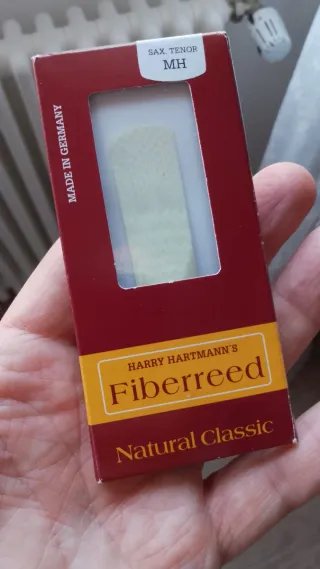 SAX. TENOR
MH
MADE IN GERMANY
HARRY HARTMANN'S
Fiberreed
Natural Classic